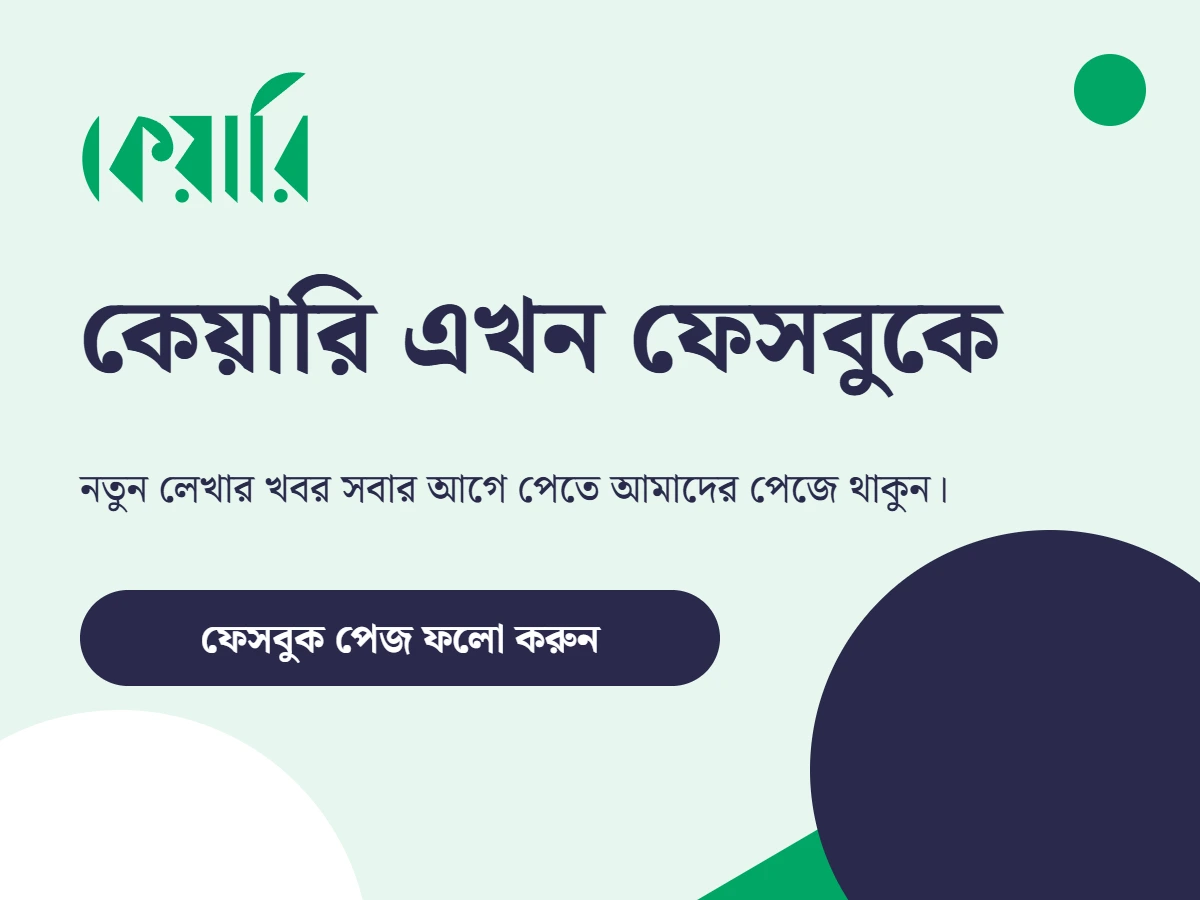 কেয়ারি
কেয়ারি এখন ফেসবুকে
নতুন লেখার খবর সবার আগে পেতে আমাদের পেজে থাকুন।
ফেসবুক পেজ ফলো করুন